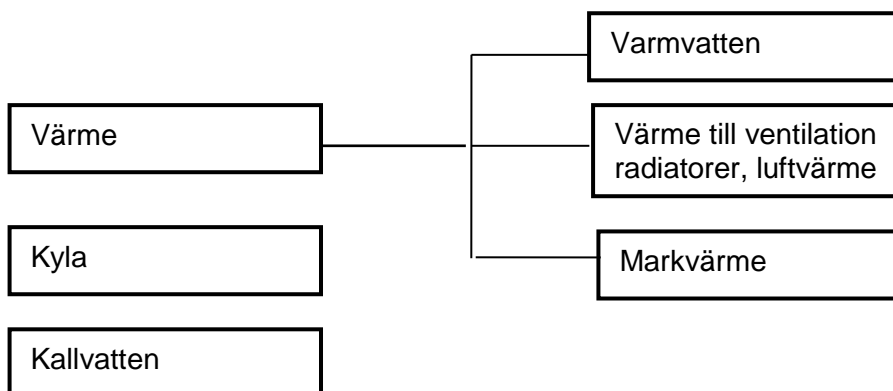 Värme
Kyla
Kallvatten
Varmvatten
Värme till ventilation
radiatorer, luftvärme
Markvärme